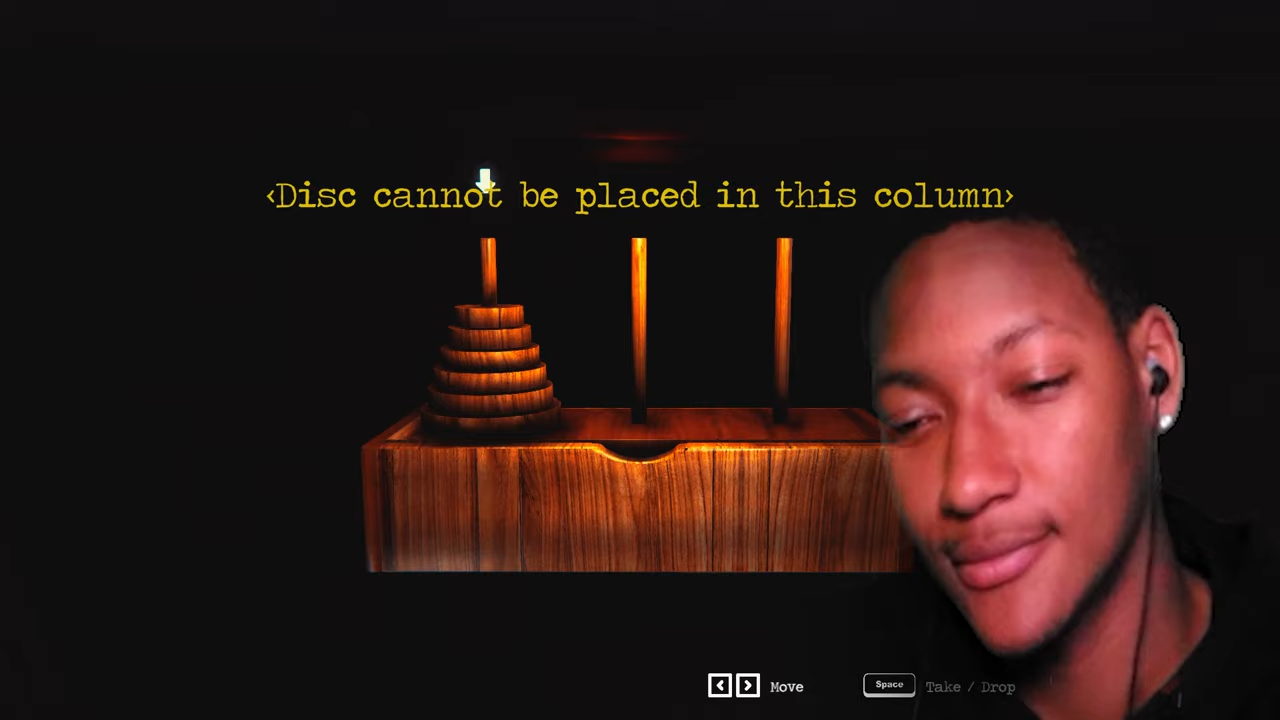 ‹Disc cannot be placed in this column›
Move
Space
Take / Drop